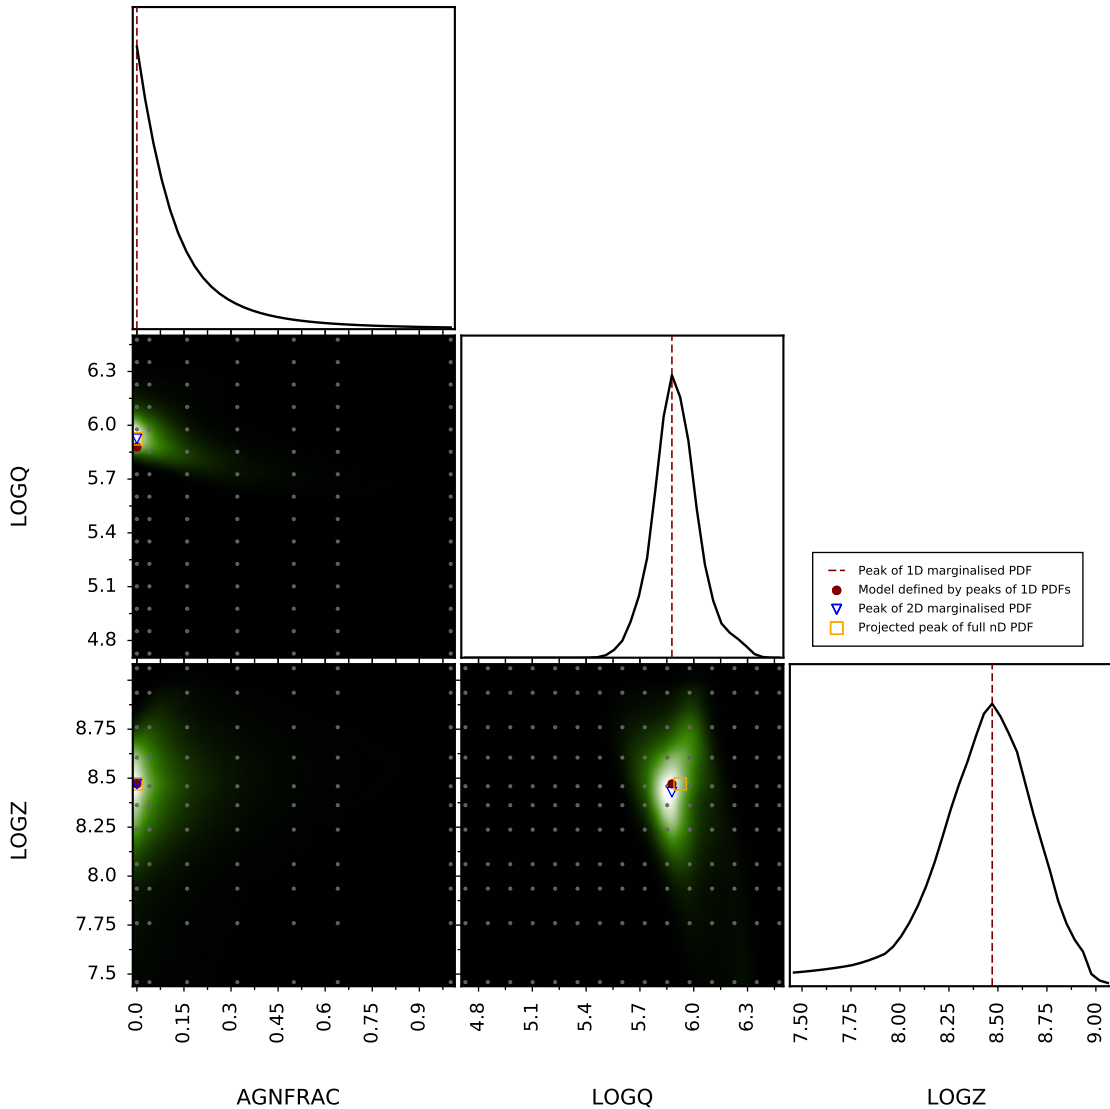 6.3
6.0
5.7
5.4
5.1
4.8
LOGQ
Peak of 1D marginalised PDF
Model defined by peaks of 1D PDFs
Peak of 2D marginalised PDF
Projected peak of full nD PDF
8.75
8.5
8.25
8.0
7.75
7.5
LOGZ
0.0 0.15 0.3 0.45 0.6 0.75 0.9
4.8 5.1 5.4 5.7 6.0 6.3
7.50 7.75 8.00 8.25 8.50 8.75 9.00
AGNFRAC
LOGQ
LOGZ